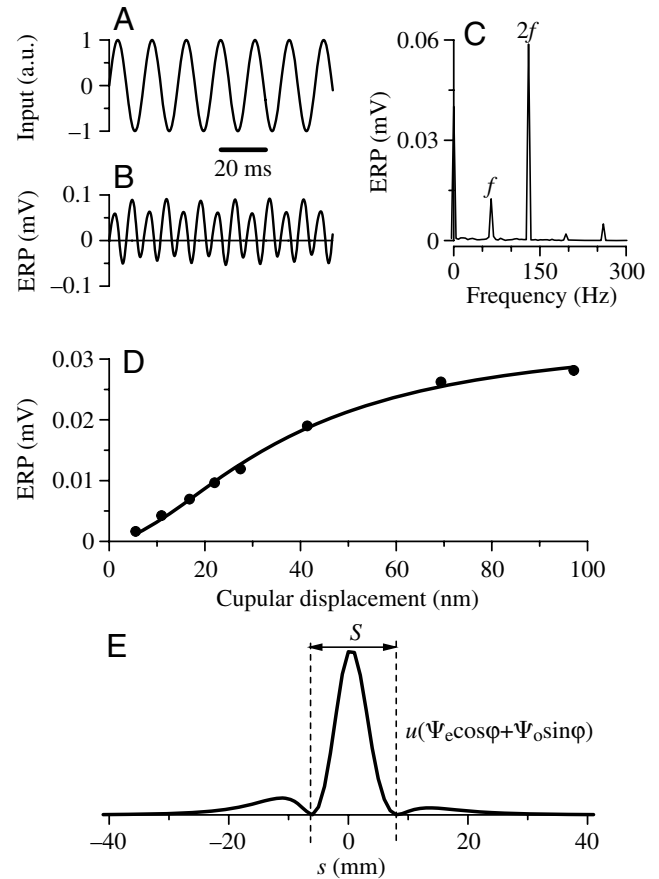 A
1
0
−1
Input (a.u.)
20 ms
B
0.1
0
−0.1
ERP (mV)
C
2f
f
0.06
0.03
0
ERP (mV)
0
150
300
Frequency (Hz)
D
0.03
0.02
0.01
0
ERP (mV)
0
20
40
60
80
100
Cupular displacement (nm)
E
S
u(Ψecosφ+Ψosinφ)
−40
−20
0
20
40
s (mm)